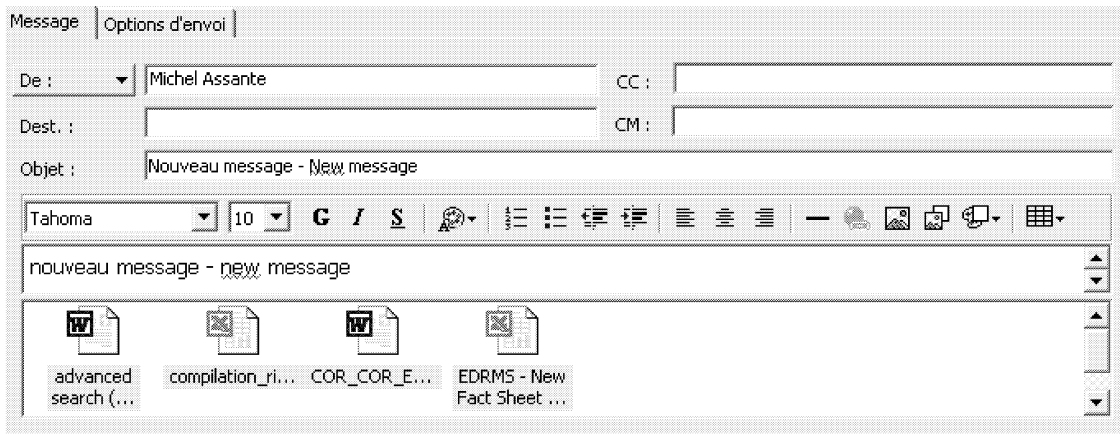 Message Options d'envoi
De : Michel Assante CC :
Dest. : CM :
Objet : Nouveau message - New message
Tahoma 10 G I S
nouveau message - new message
advanced search (...
compilation_ri...
COR_COR_E...
EDRMS - New Fact Sheet ...